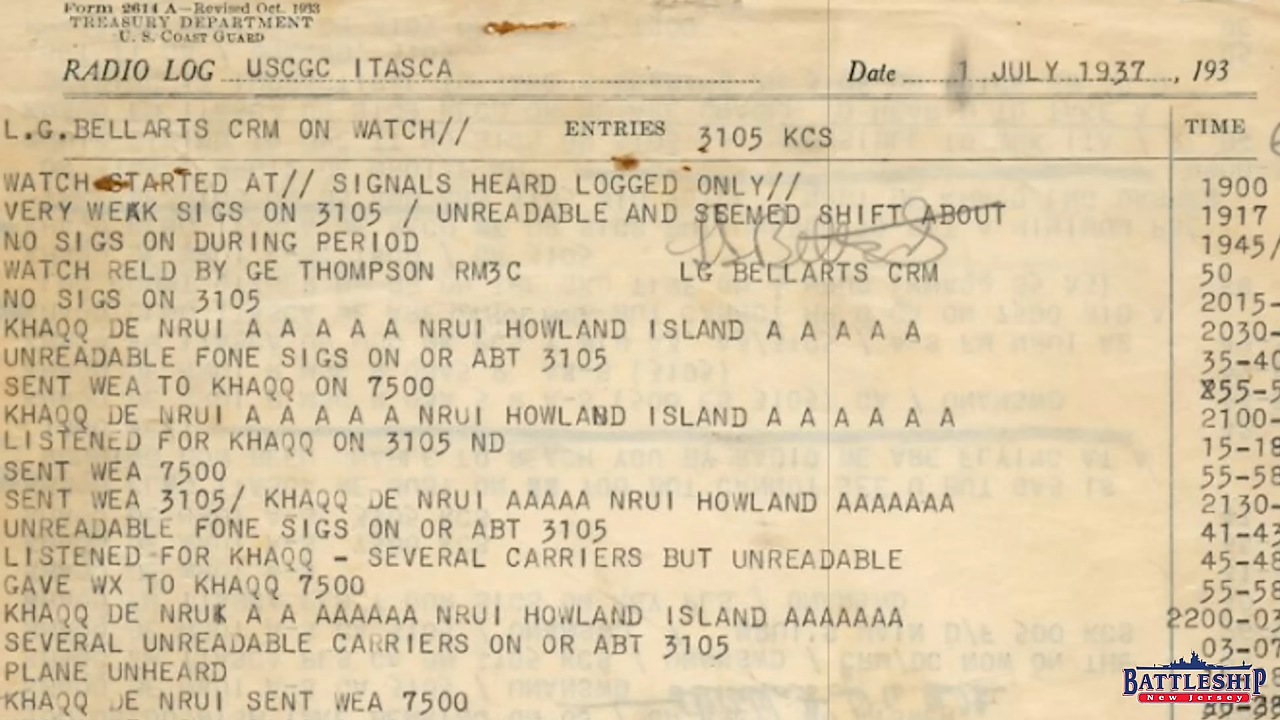 Form 2614 A—Revised Oct. 1933
TREASURY DEPARTMENT
U. S. COAST GUARD
RADIO LOG USCGC ITASCA Date 1 JULY 1937, 193
L.G.BELLARTS CRM ON WATCH// ENTRIES 3105 KCS TIME
WATCH STARTED AT// SIGNALS HEARD LOGGED ONLY// 1900
VERY WEAK SIGS ON 3105 / UNREADABLE AND SEEMED SHIFT ABOUT 1917
NO SIGS ON DURING PERIOD 1945/
WATCH RELD BY GE THOMPSON RM3C LG BELLARTS CRM 50
NO SIGS ON 3105 2015-
KHAQQ DE NRUI A A A A A NRUI HOWLAND ISLAND A A A A A 2030-
UNREADABLE FONE SIGS ON OR ABT 3105 35-40
SENT WEA TO KHAQQ ON 7500 55-5
KHAQQ DE NRUI A A A A A NRUI HOWLAND ISLAND A A A A A A 2100-
LISTENED FOR KHAQQ ON 3105 ND 15-18
SENT WEA 7500 55-58
SENT WEA 3105/ KHAQQ DE NRUI AAAAA NRUI HOWLAND AAAAAAA 2130-
UNREADABLE FONE SIGS ON OR ABT 3105 41-43
LISTENED FOR KHAQQ - SEVERAL CARRIERS BUT UNREADABLE 45-48
GAVE WX TO KHAQQ 7500 55-58
KHAQQ DE NRUK A A AAAAAA NRUI HOWLAND ISLAND AAAAAAA 2200-03
SEVERAL UNREADABLE CARRIERS ON OR ABT 3105 03-07
PLANE UNHEARD
KHAQQ DE NRUI SENT WEA 7500 35-38
BATTLESHIP
New Jersey